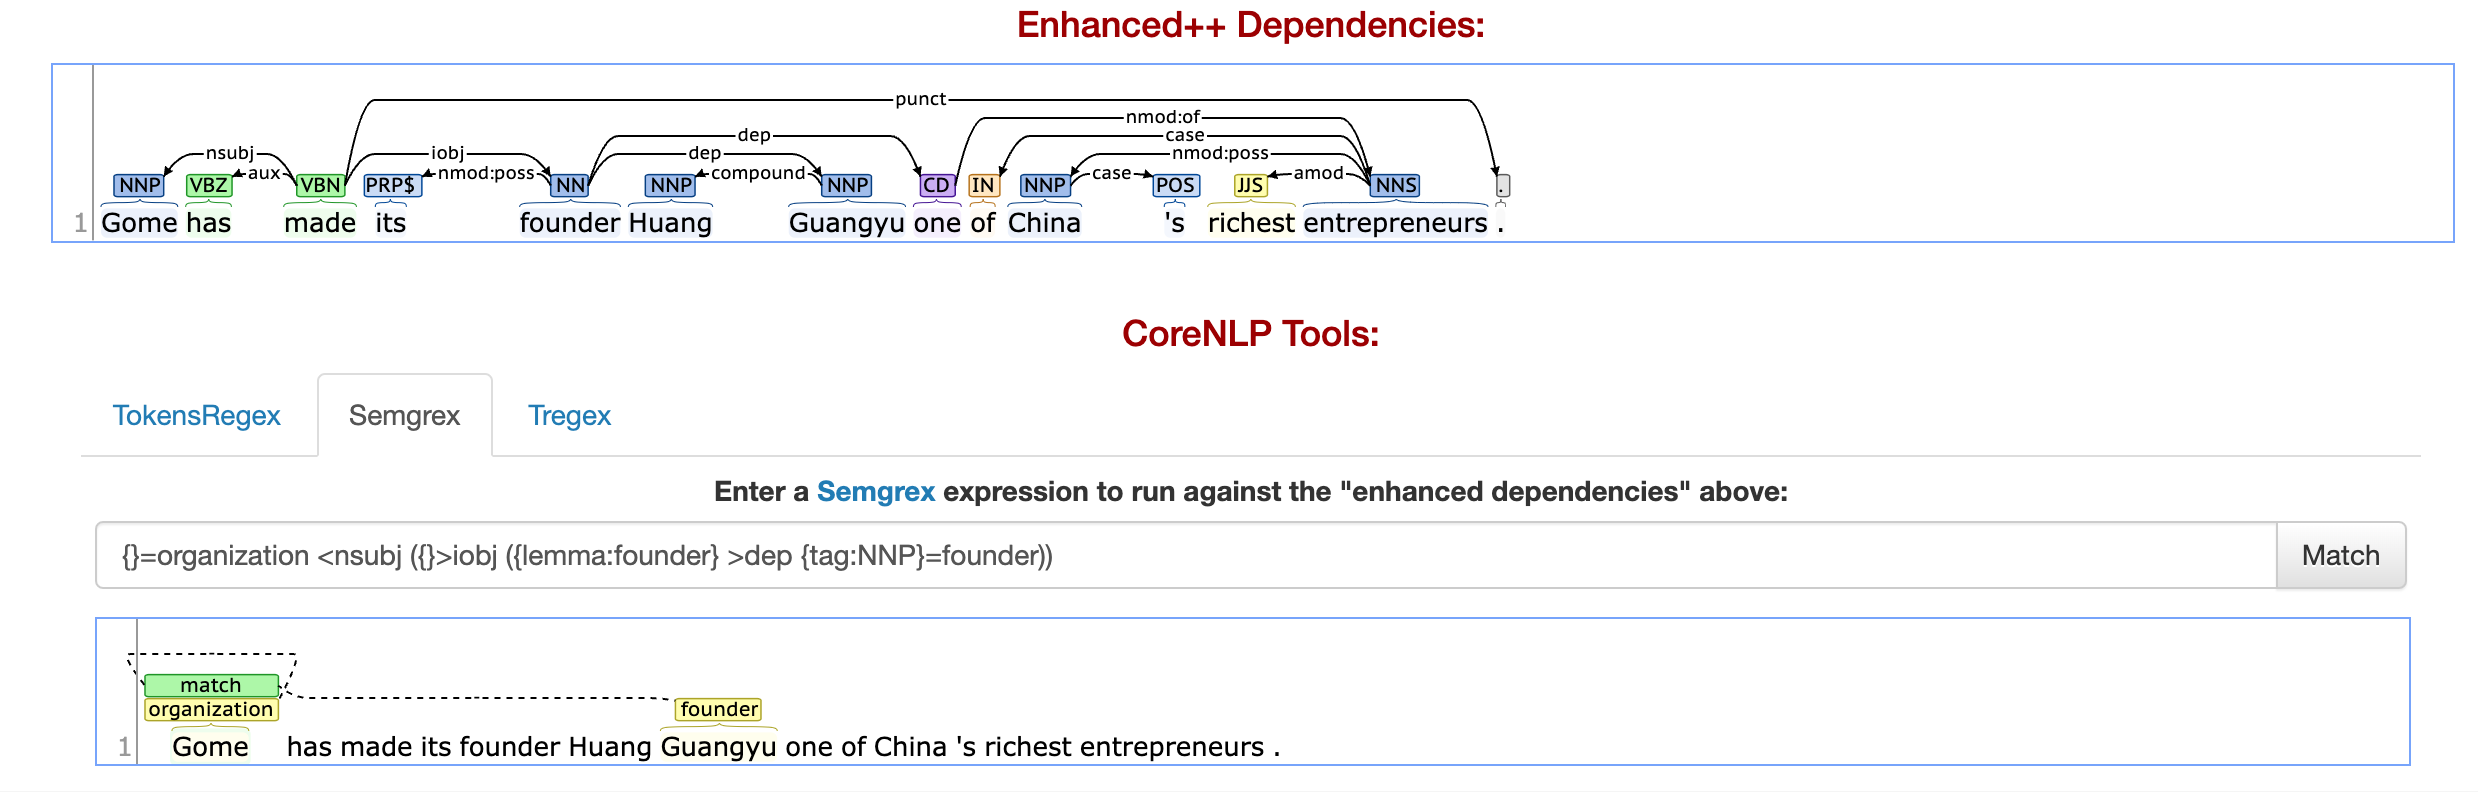 Enhanced++ Dependencies:
punct
nmod:of
dep case
nsubj iobj dep nmod:poss
aux nmod:poss compound case amod
NNP VBZ VBN PRP$ NN NNP NNP CD IN NNP POS JJS NNS .
1 Gome has made its founder Huang Guangyu one of China 's richest entrepreneurs .
CoreNLP Tools:
TokensRegex Semgrex Tregex
Enter a Semgrex expression to run against the "enhanced dependencies" above:
{}=organization <nsubj ({}>iobj ({lemma:founder} >dep {tag:NNP}=founder)) Match
match
organization founder
1 Gome has made its founder Huang Guangyu one of China 's richest entrepreneurs .